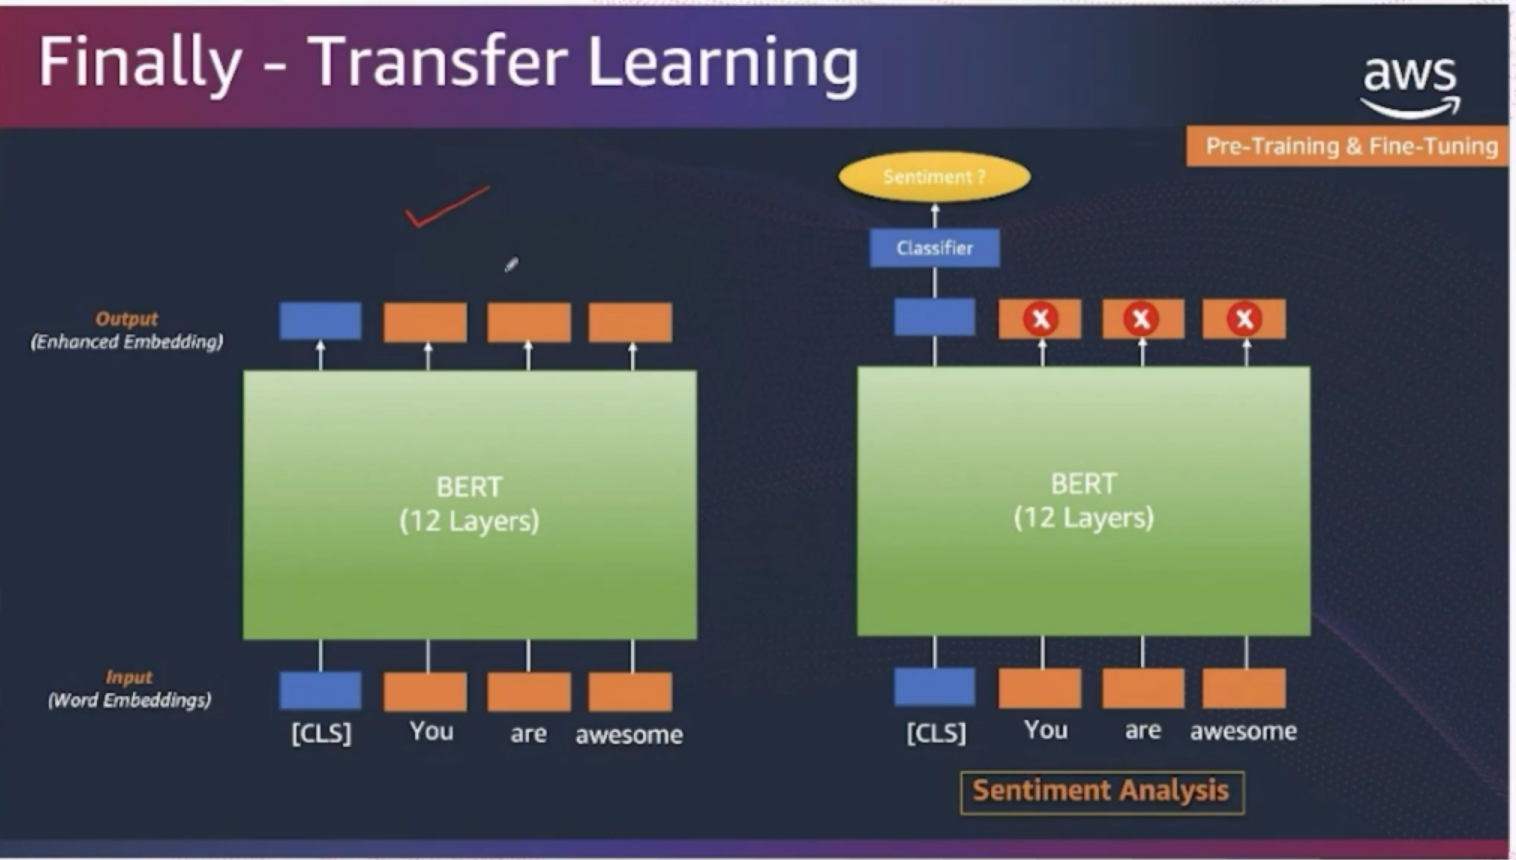 Finally - Transfer Learning
aws
Pre-Training & Fine-Tuning
Output
(Enhanced Embedding)
BERT
(12 Layers)
Input
(Word Embeddings)
[CLS] You are awesome
Sentiment ?
Classifier
X X X
BERT
(12 Layers)
[CLS] You are awesome
Sentiment Analysis